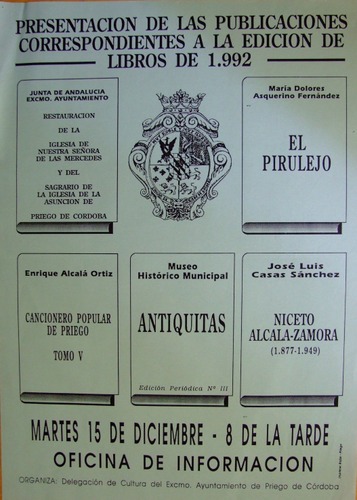 PRESENTACION DE LAS PUBLICACIONES
CORRESPONDIENTES A LA EDICION DE
LIBROS DE 1.992
JUNTA DE ANDALUCIA
EXCMO. AYUNTAMIENTO
RESTAURACION
DE LA
IGLESIA DE
NUESTRA SEÑORA
DE LAS MERCEDES
Y DEL
SAGRARIO DE
LA IGLESIA DE LA
ASUNCION DE
PRIEGO DE CORDOBA
María Dolores
Asquerino Fernández
EL
PIRULEJO
Enrique Alcalá Ortiz
CANCIONERO POPULAR
DE PRIEGO
TOMO V
Museo
Histórico Municipal
ANTIQUITAS
Edición Periódica Nº III
José Luis
Casas Sánchez
NICETO
ALCALA-ZAMORA
(1.877-1.949)
MARTES 15 DE DICIEMBRE - 8 DE LA TARDE
OFICINA DE INFORMACION
ORGANIZA: Delegación de Cultura del Excmo. Ayuntamiento de Priego de Córdoba